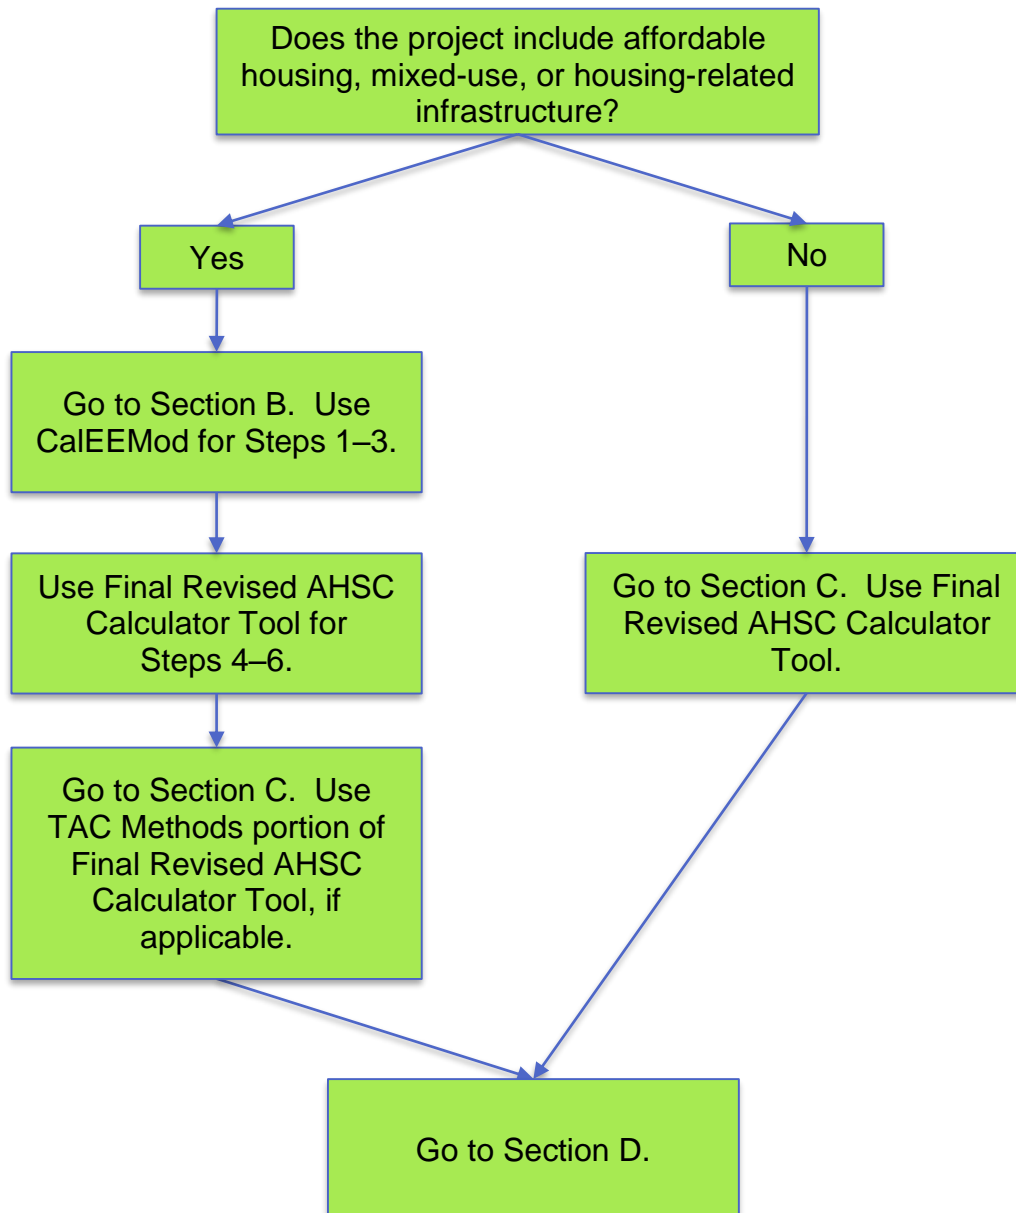 Does the project include affordable
housing, mixed-use, or housing-related
infrastructure?
Yes
No
Go to Section B.  Use
CalEEMod for Steps 1–3.
Use Final Revised AHSC
Calculator Tool for
Steps 4–6.
Go to Section C.  Use Final
Revised AHSC Calculator
Tool.
Go to Section C.  Use
TAC Methods portion of
Final Revised AHSC
Calculator Tool, if
applicable.
Go to Section D.